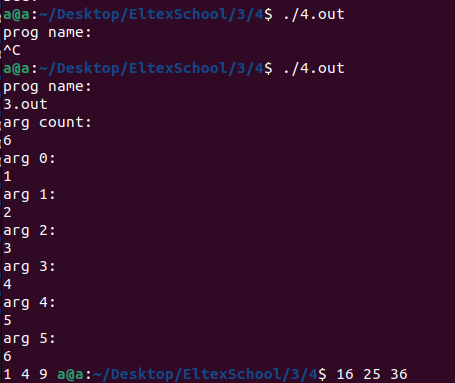 a@a:~/Desktop/EltexSchool/3/4$ ./4.out
prog name:
^C
a@a:~/Desktop/EltexSchool/3/4$ ./4.out
prog name:
3.out
arg count:
6
arg 0:
1
arg 1:
2
arg 2:
3
arg 3:
4
arg 4:
5
arg 5:
6
1 4 9 a@a:~/Desktop/EltexSchool/3/4$ 16 25 36